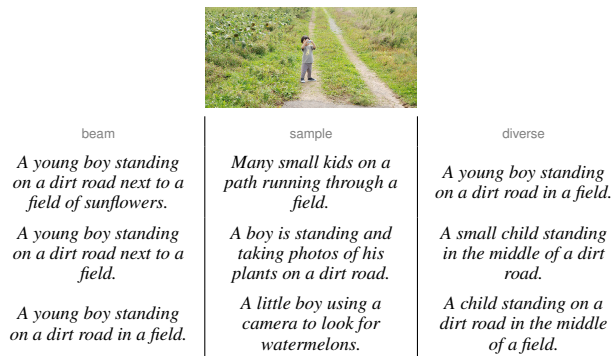 beam
sample
diverse
A young boy standing
on a dirt road next to a
field of sunflowers.
Many small kids on a
path running through a
field.
A young boy standing
on a dirt road in a field.
A young boy standing
on a dirt road next to a
field.
A boy is standing and
taking photos of his
plants on a dirt road.
A small child standing
in the middle of a dirt
road.
A young boy standing
on a dirt road in a field.
A little boy using a
camera to look for
watermelons.
A child standing on a
dirt road in the middle
of a field.